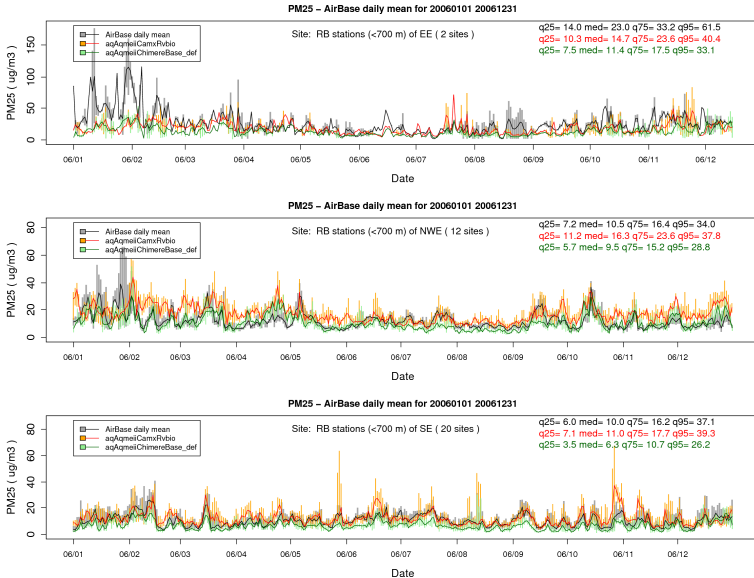 PM25 − AirBase daily mean for 20060101 20061231
AirBase daily mean
aqAqmeiiCamxRvbio
aqAqmeiiChimereBase_def
Site: RB stations (<700 m) of EE ( 2 sites )
q25= 14.0 med= 23.0 q75= 33.2 q95= 61.5
q25= 10.3 med= 14.7 q75= 23.6 q95= 40.4
q25= 7.5 med= 11.4 q75= 17.5 q95= 33.1
PM25 ( ug/m3 )
150
100
50
0
06/01 06/02 06/03 06/04 06/05 06/06 06/07 06/08 06/09 06/10 06/11 06/12
Date
PM25 − AirBase daily mean for 20060101 20061231
AirBase daily mean
aqAqmeiiCamxRvbio
aqAqmeiiChimereBase_def
Site: RB stations (<700 m) of NWE ( 12 sites )
q25= 7.2 med= 10.5 q75= 16.4 q95= 34.0
q25= 11.2 med= 16.3 q75= 23.6 q95= 37.8
q25= 5.7 med= 9.5 q75= 15.2 q95= 28.8
PM25 ( ug/m3 )
80
60
40
20
0
06/01 06/02 06/03 06/04 06/05 06/06 06/07 06/08 06/09 06/10 06/11 06/12
Date
PM25 − AirBase daily mean for 20060101 20061231
AirBase daily mean
aqAqmeiiCamxRvbio
aqAqmeiiChimereBase_def
Site: RB stations (<700 m) of SE ( 20 sites )
q25= 6.0 med= 10.0 q75= 16.2 q95= 37.1
q25= 7.1 med= 11.0 q75= 17.7 q95= 39.3
q25= 3.5 med= 6.3 q75= 10.7 q95= 26.2
PM25 ( ug/m3 )
80
60
40
20
0
06/01 06/02 06/03 06/04 06/05 06/06 06/07 06/08 06/09 06/10 06/11 06/12
Date